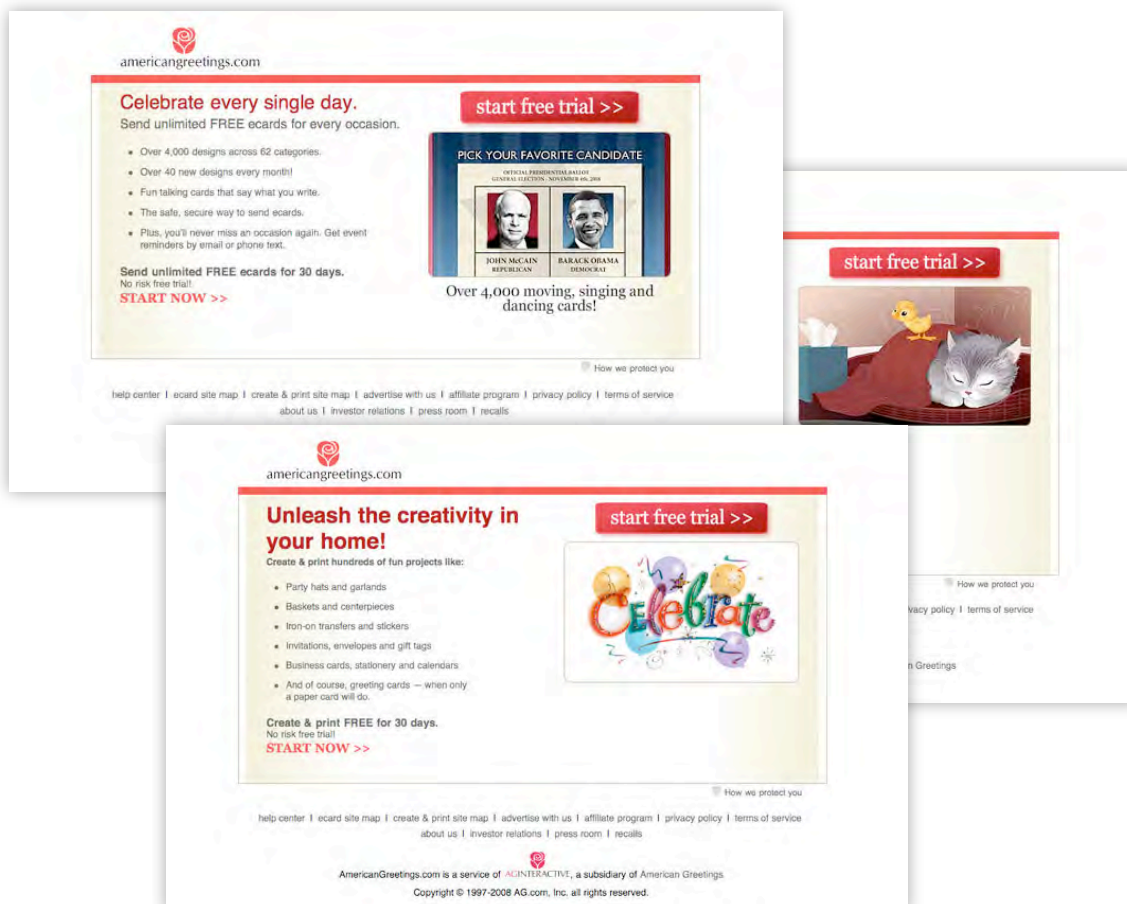 americangreetings.com
Celebrate every single day.
Send unlimited FREE ecards for every occasion.
Over 4,000 designs across 62 categories.
Over 40 new designs every month!
Fun talking cards that say what you write.
The safe, secure way to send ecards.
Plus, you'll never miss an occasion again. Get event
reminders by email or phone text.
Send unlimited FREE ecards for 30 days.
No risk free trial!
START NOW >>
start free trial >>
PICK YOUR FAVORITE CANDIDATE
OFFICIAL PRESIDENTIAL BALLOT
GENERAL ELECTION - NOVEMBER 4th, 2008
JOHN McCAIN
REPUBLICAN
BARACK OBAMA
DEMOCRAT
Over 4,000 moving, singing and
dancing cards!
How we protect you
help center | ecard site map | create & print site map | advertise with us | affiliate program | privacy policy | terms of service
about us | investor relations | press room | recalls
start free trial >>
How we protect you
vacy policy | terms of service
n Greetings
americangreetings.com
Unleash the creativity in
your home!
Create & print hundreds of fun projects like:
Party hats and garlands
Baskets and centerpieces
Iron-on transfers and stickers
Invitations, envelopes and gift tags
Business cards, stationery and calendars
And of course, greeting cards — when only
a paper card will do.
Create & print FREE for 30 days.
No risk free trial!
START NOW >>
start free trial >>
CELebRate
How we protect you
help center | ecard site map | create & print site map | advertise with us | affiliate program | privacy policy | terms of service
about us | investor relations | press room | recalls
AmericanGreetings.com is a service of AGINTERACTIVE, a subsidiary of American Greetings
Copyright © 1997-2008 AG.com, Inc. all rights reserved.